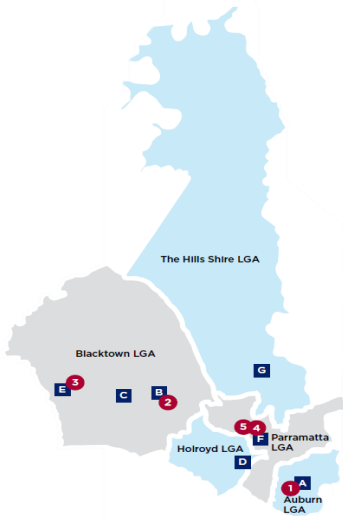 The Hills Shire LGA
Blacktown LGA
G
3
E
C
B
2
5
4
F
Parramatta
LGA
Holroyd LGA
D
A
1
Auburn
LGA